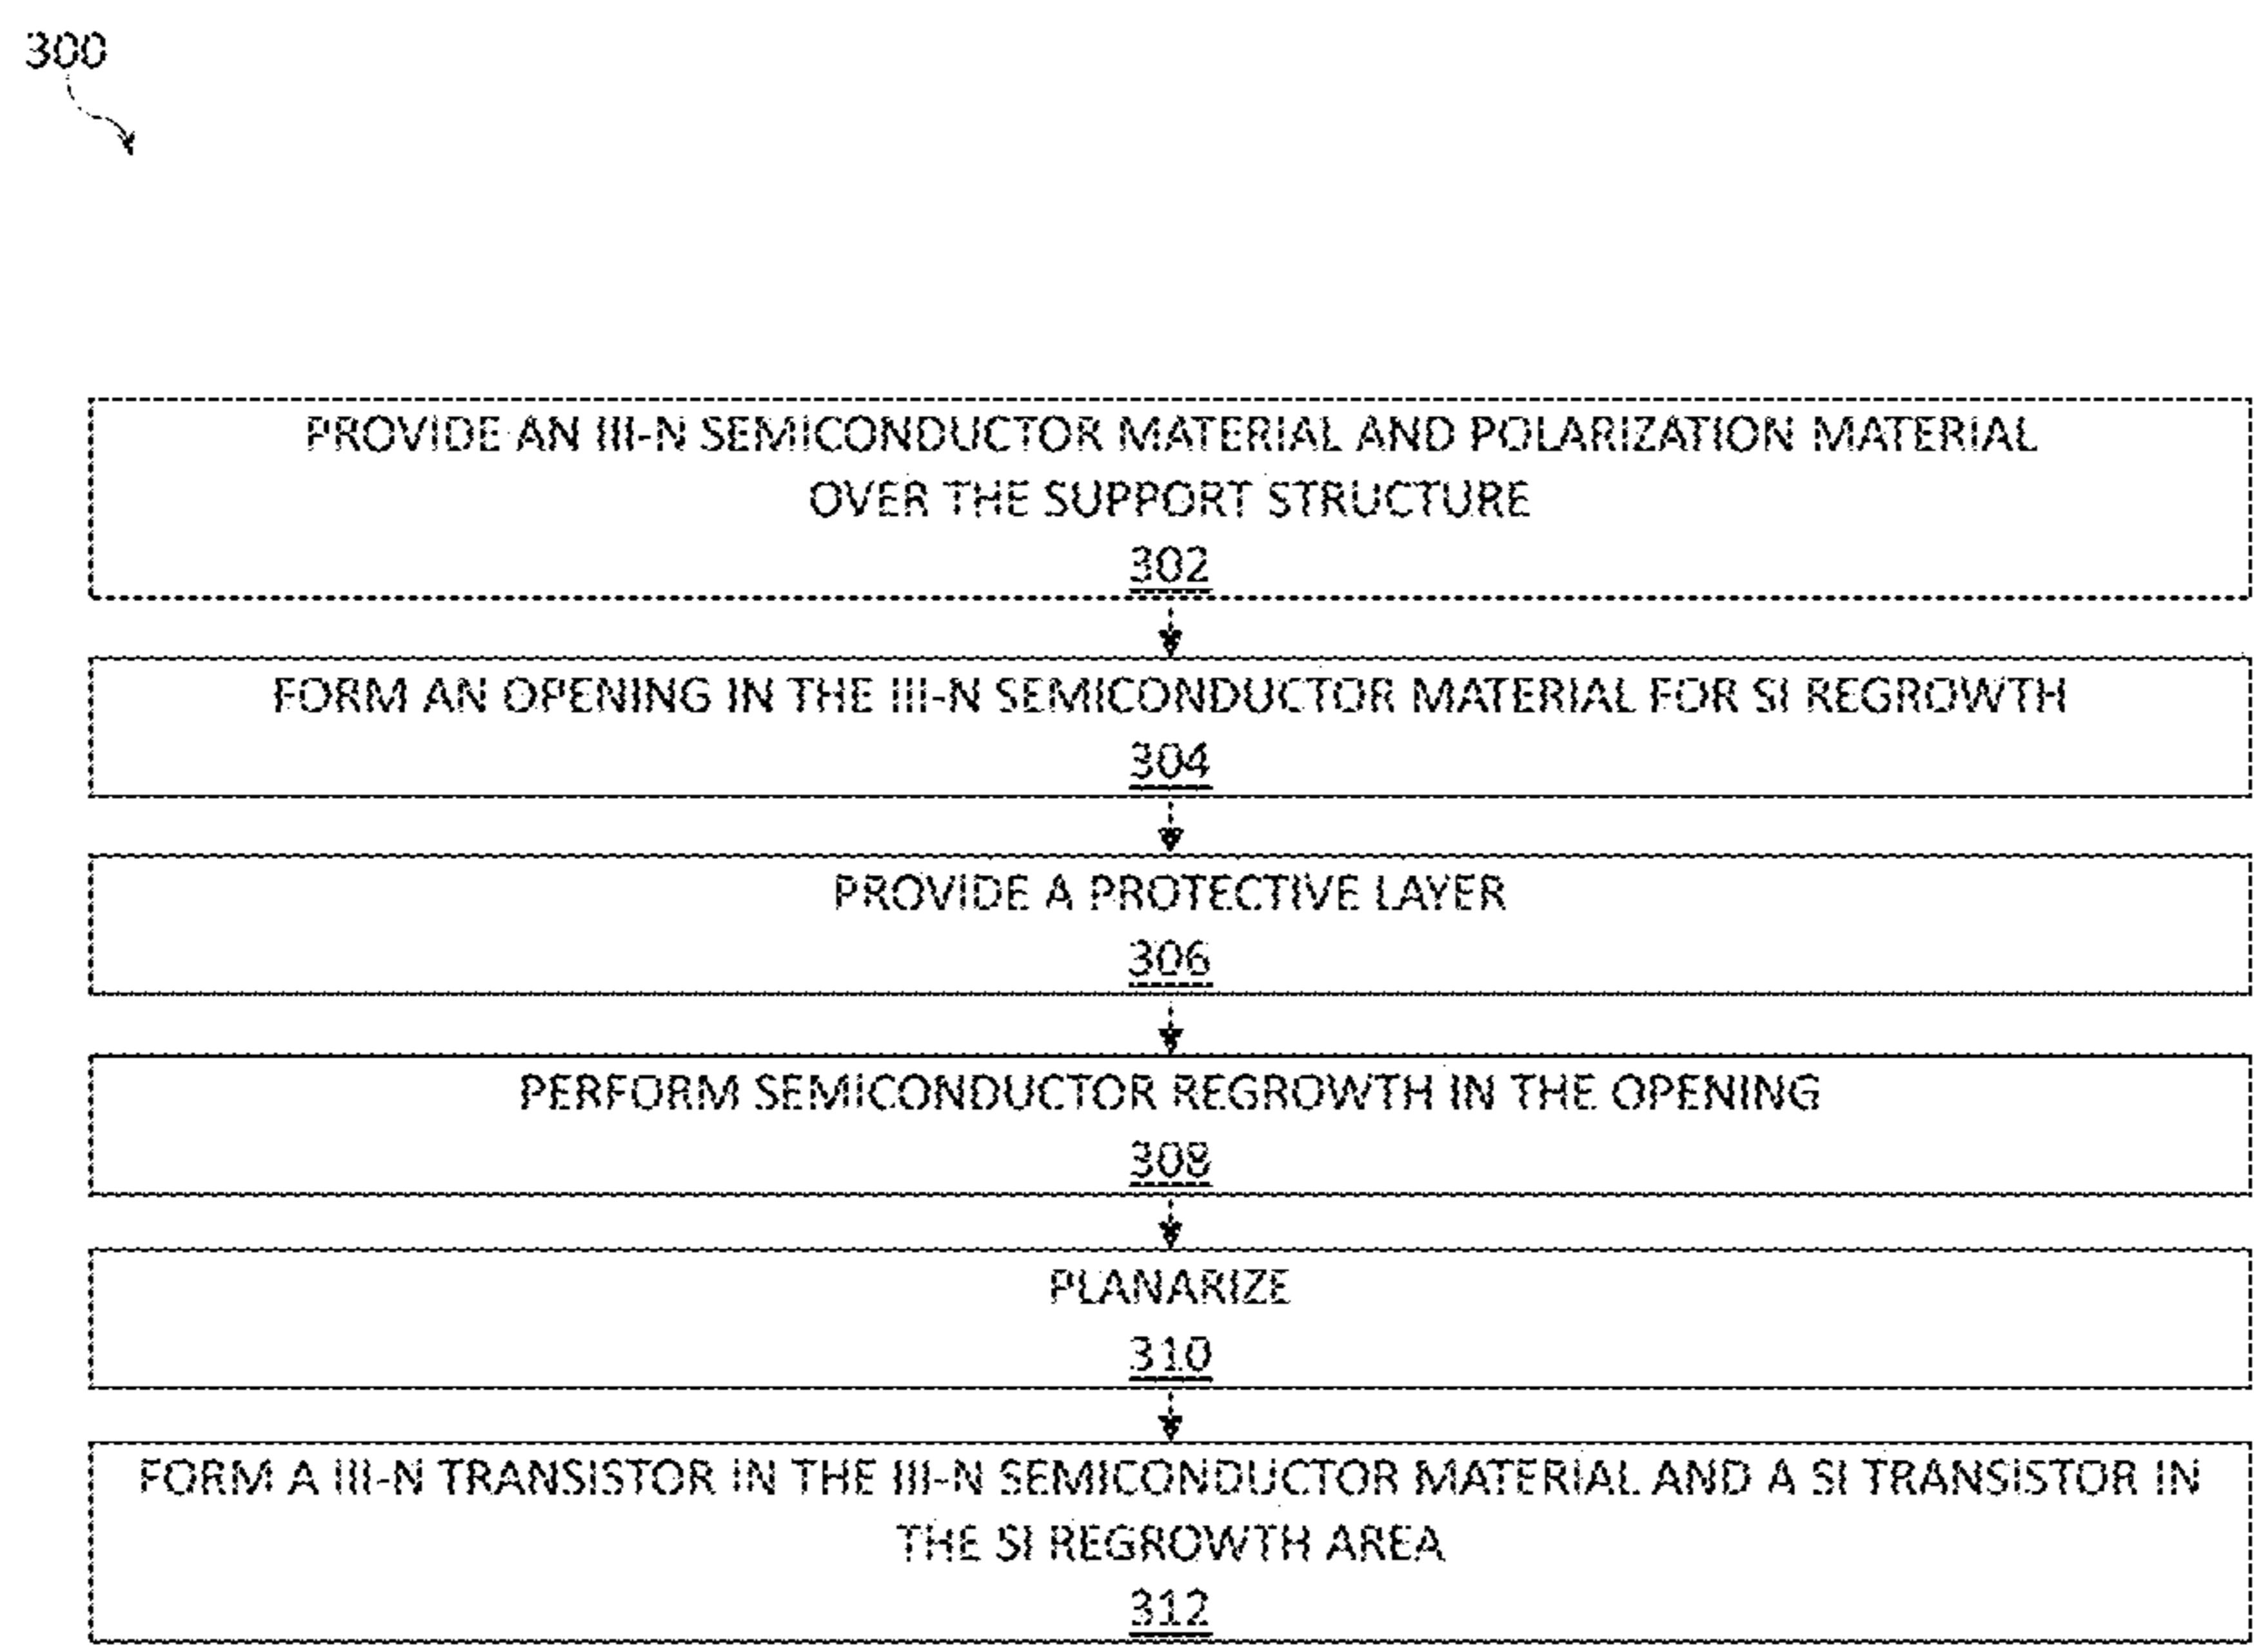 300
PROVIDE AN III-N SEMICONDUCTOR MATERIAL AND POLARIZATION MATERIAL
OVER THE SUPPORT STRUCTURE
302
FORM AN OPENING IN THE III-N SEMICONDUCTOR MATERIAL FOR SI REGROWTH
304
PROVIDE A PROTECTIVE LAYER
306
PERFORM SEMICONDUCTOR REGROWTH IN THE OPENING
308
PLANARIZE
310
FORM A III-N TRANSISTOR IN THE III-N SEMICONDUCTOR MATERIAL AND A SI TRANSISTOR IN
THE SI REGROWTH AREA
312